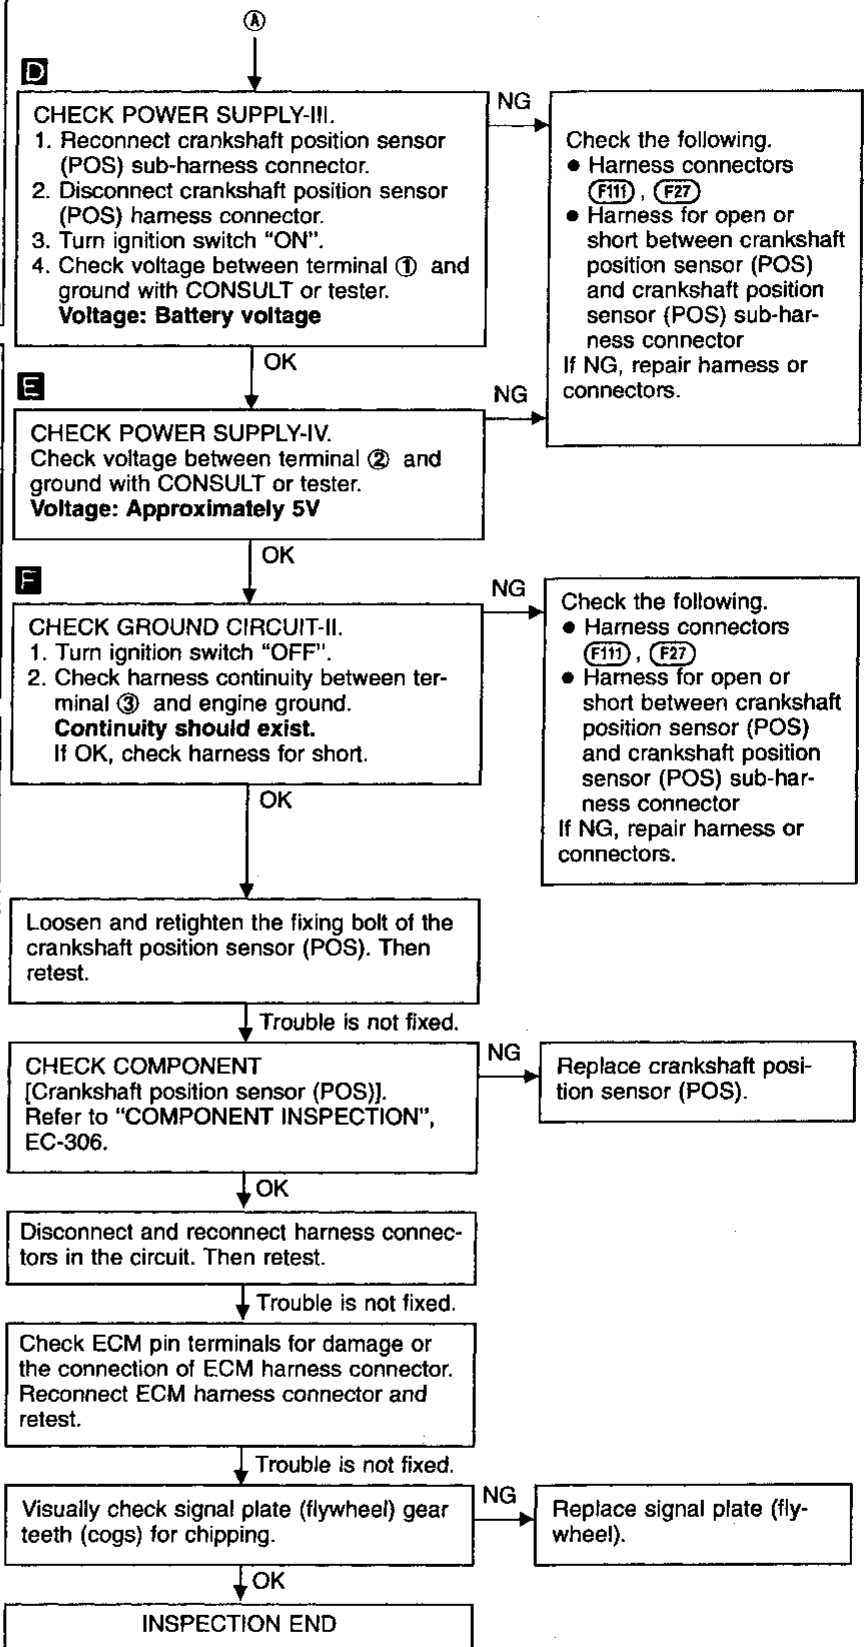 Ⓐ
D
CHECK POWER SUPPLY-III.
1. Reconnect crankshaft position sensor
(POS) sub-harness connector.
2. Disconnect crankshaft position sensor
(POS) harness connector.
3. Turn ignition switch “ON”.
4. Check voltage between terminal ① and
ground with CONSULT or tester.
Voltage: Battery voltage
NG
Check the following.
● Harness connectors
F111 , F27
● Harness for open or
short between crankshaft
position sensor (POS)
and crankshaft position
sensor (POS) sub-har-
ness connector
If NG, repair harness or
connectors.
OK
E
CHECK POWER SUPPLY-IV.
Check voltage between terminal ② and
ground with CONSULT or tester.
Voltage: Approximately 5V
NG
OK
F
CHECK GROUND CIRCUIT-II.
1. Turn ignition switch “OFF”.
2. Check harness continuity between ter-
minal ③ and engine ground.
Continuity should exist.
If OK, check harness for short.
NG
Check the following.
● Harness connectors
F111 , F27
● Harness for open or
short between crankshaft
position sensor (POS)
and crankshaft position
sensor (POS) sub-har-
ness connector
If NG, repair harness or
connectors.
OK
Loosen and retighten the fixing bolt of the
crankshaft position sensor (POS). Then
retest.
Trouble is not fixed.
CHECK COMPONENT
[Crankshaft position sensor (POS)].
Refer to “COMPONENT INSPECTION”,
EC-306.
NG
Replace crankshaft posi-
tion sensor (POS).
OK
Disconnect and reconnect harness connec-
tors in the circuit. Then retest.
Trouble is not fixed.
Check ECM pin terminals for damage or
the connection of ECM harness connector.
Reconnect ECM harness connector and
retest.
Trouble is not fixed.
Visually check signal plate (flywheel) gear
teeth (cogs) for chipping.
NG
Replace signal plate (fly-
wheel).
OK
INSPECTION END